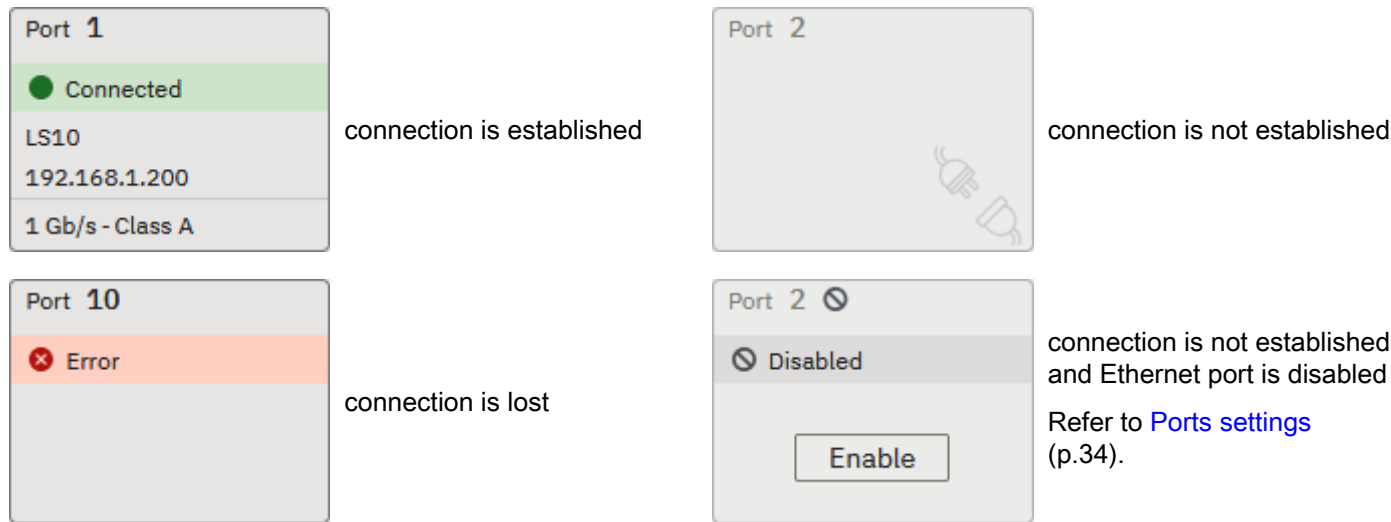 Port 1
Connected
LS10
192.168.1.200
1 Gb/s - Class A
connection is established
Port 2
connection is not established
Port 10
Error
connection is lost
Port 2
Disabled
Enable
connection is not established
and Ethernet port is disabled
Refer to Ports settings
(p.34).